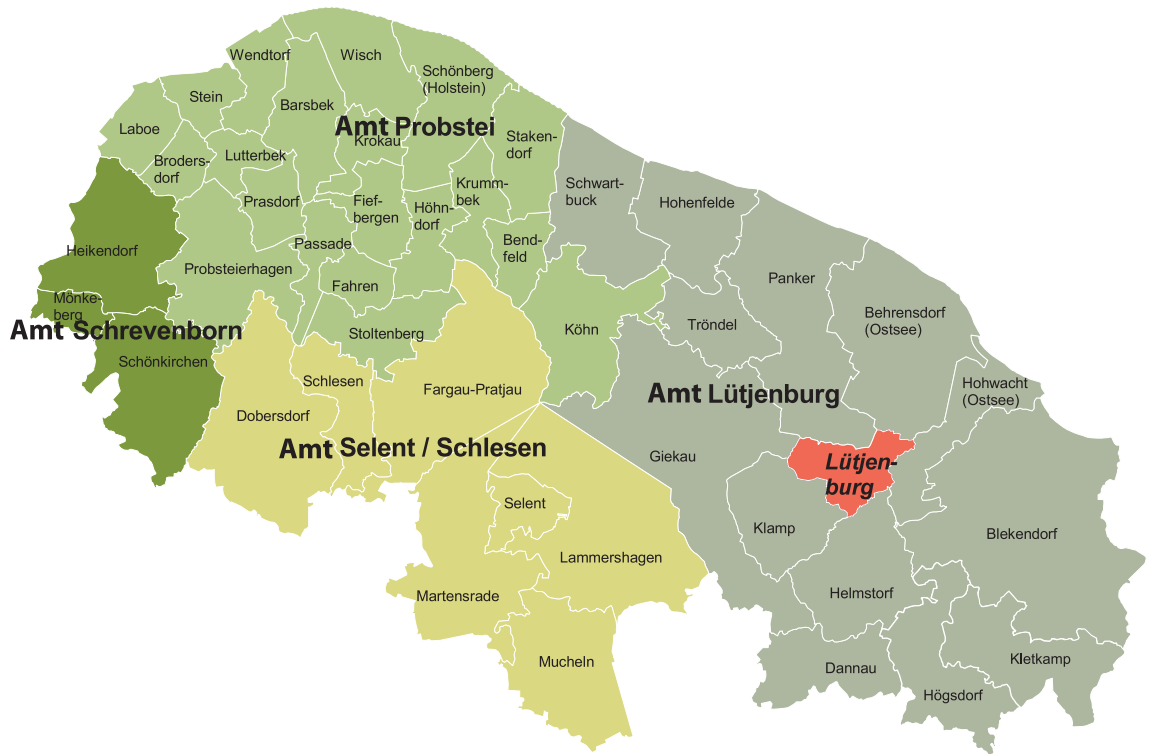 Wendtorf
Wisch
Schönberg
(Holstein)
Stein
Barsbek
Laboe
Amt Probstei
Krokau
Staken-
dorf
Broders-
dorf
Lutterbek
Schwart-
buck
Krumm-
bek
Prasdorf
Fief-
bergen
Höhn-
dorf
Hohenfelde
Heikendorf
Passade
Bend-
feld
Probsteierhagen
Fahren
Panker
Mönke-
berg
Amt Schrevenborn
Stoltenberg
Köhn
Tröndel
Behrensdorf
(Ostsee)
Schönkirchen
Schlesen
Fargau-Pratjau
Amt Lütjenburg
Hohwacht
(Ostsee)
Dobersdorf
Amt Selent / Schlesen
Giekau
Lütjen-
burg
Selent
Klamp
Blekendorf
Lammershagen
Martensrade
Helmstorf
Mucheln
Dannau
Kletkamp
Högsdorf